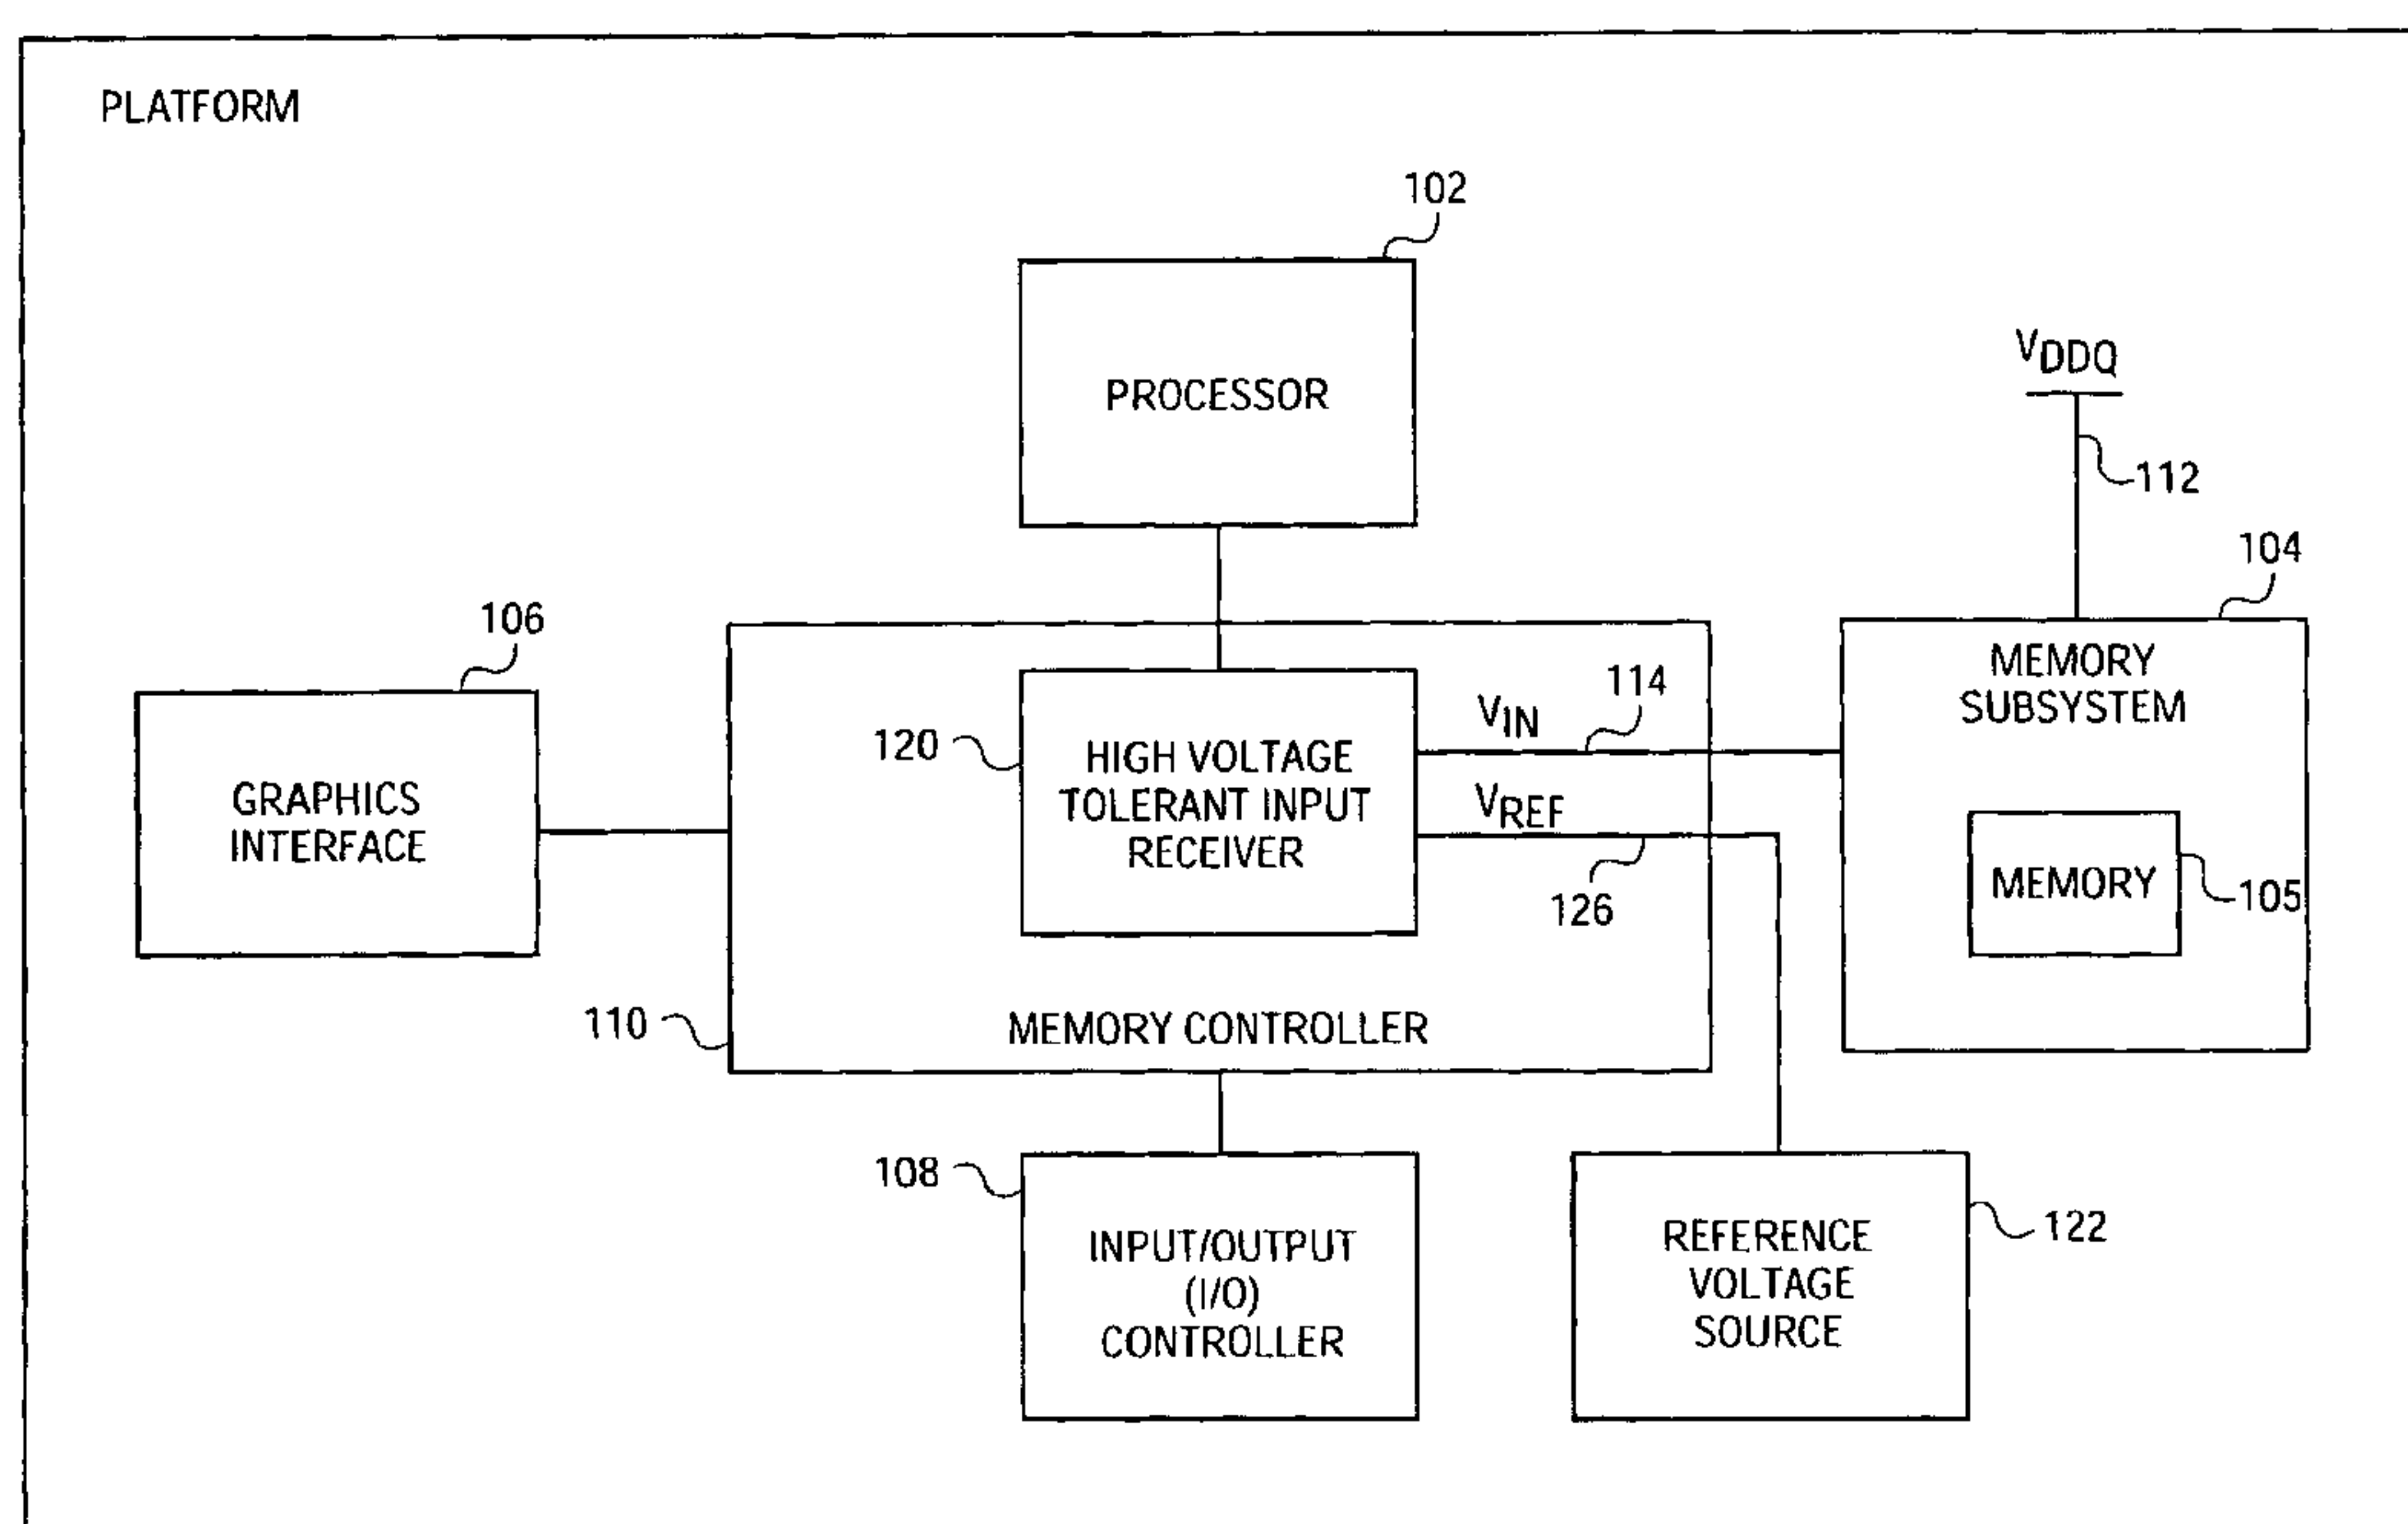 PLATFORM
102
PROCESSOR
VDDQ
112
104
MEMORY
SUBSYSTEM
106
114
VIN
120
HIGH VOLTAGE
TOLERANT INPUT
RECEIVER
GRAPHICS
INTERFACE
VREF
126
MEMORY
105
110
MEMORY CONTROLLER
108
INPUT/OUTPUT
(I/O)
CONTROLLER
REFERENCE
VOLTAGE
SOURCE
122